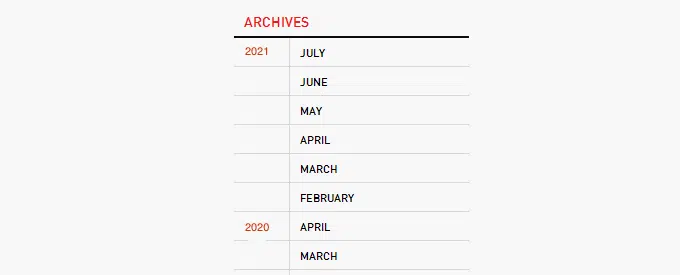 ARCHIVES
2021 JULY
JUNE
MAY
APRIL
MARCH
FEBRUARY
2020 APRIL
MARCH